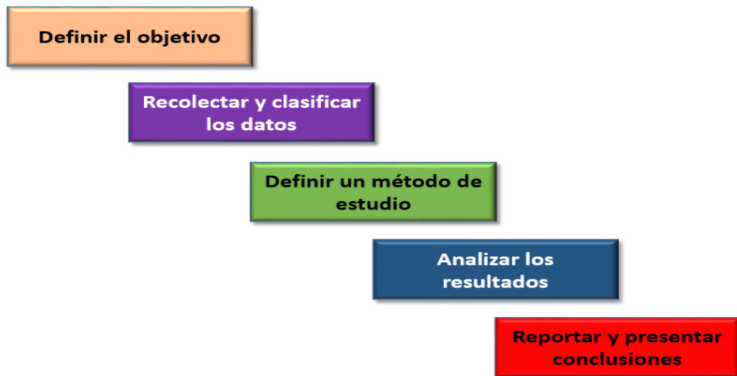 Definir el objetivo
Recolectar y clasificar
los datos
Definir un método de
estudio
Analizar los
resultados
Reportar y presentar
conclusiones